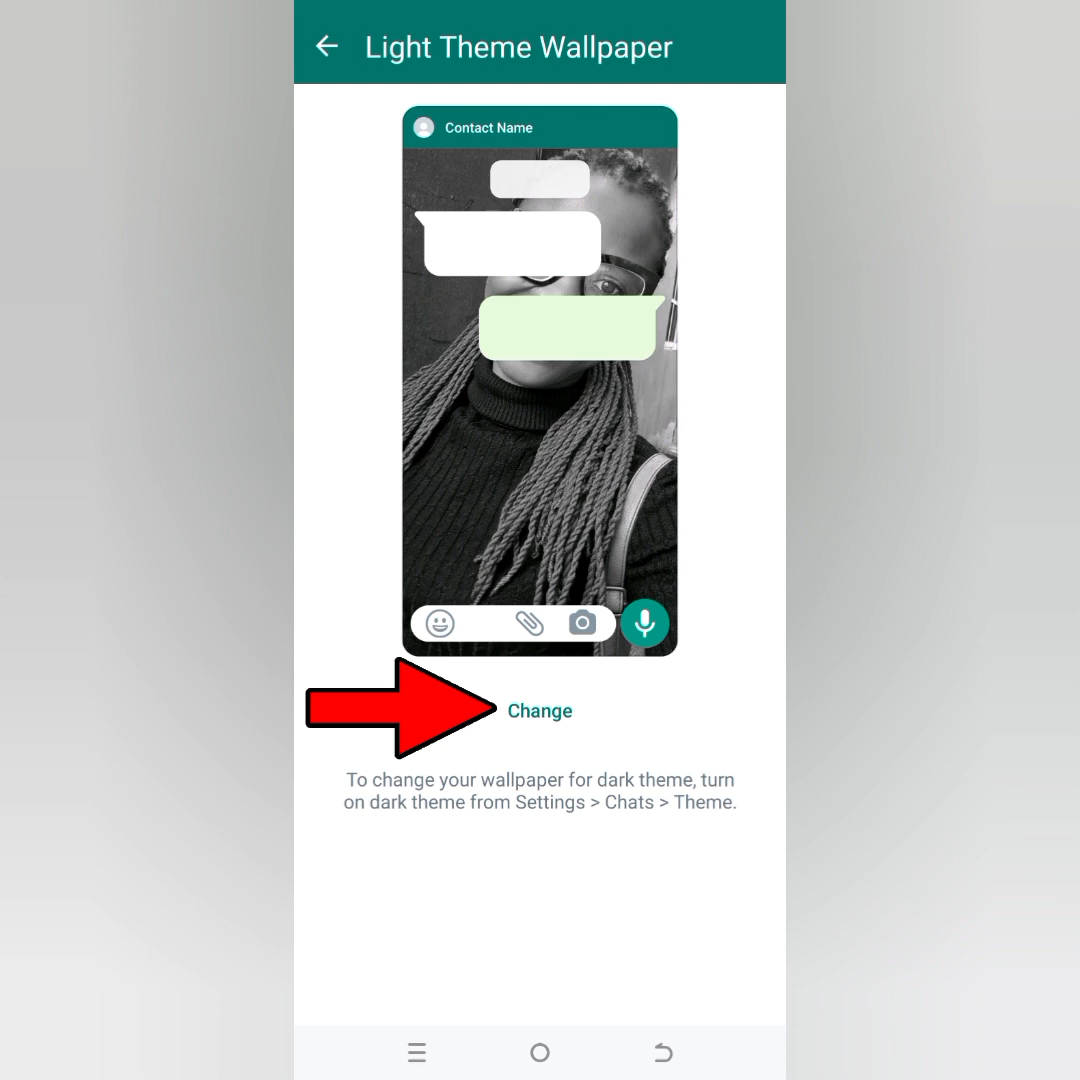 Light Theme Wallpaper
Contact Name
Change
To change your wallpaper for dark theme, turn
on dark theme from Settings > Chats > Theme.